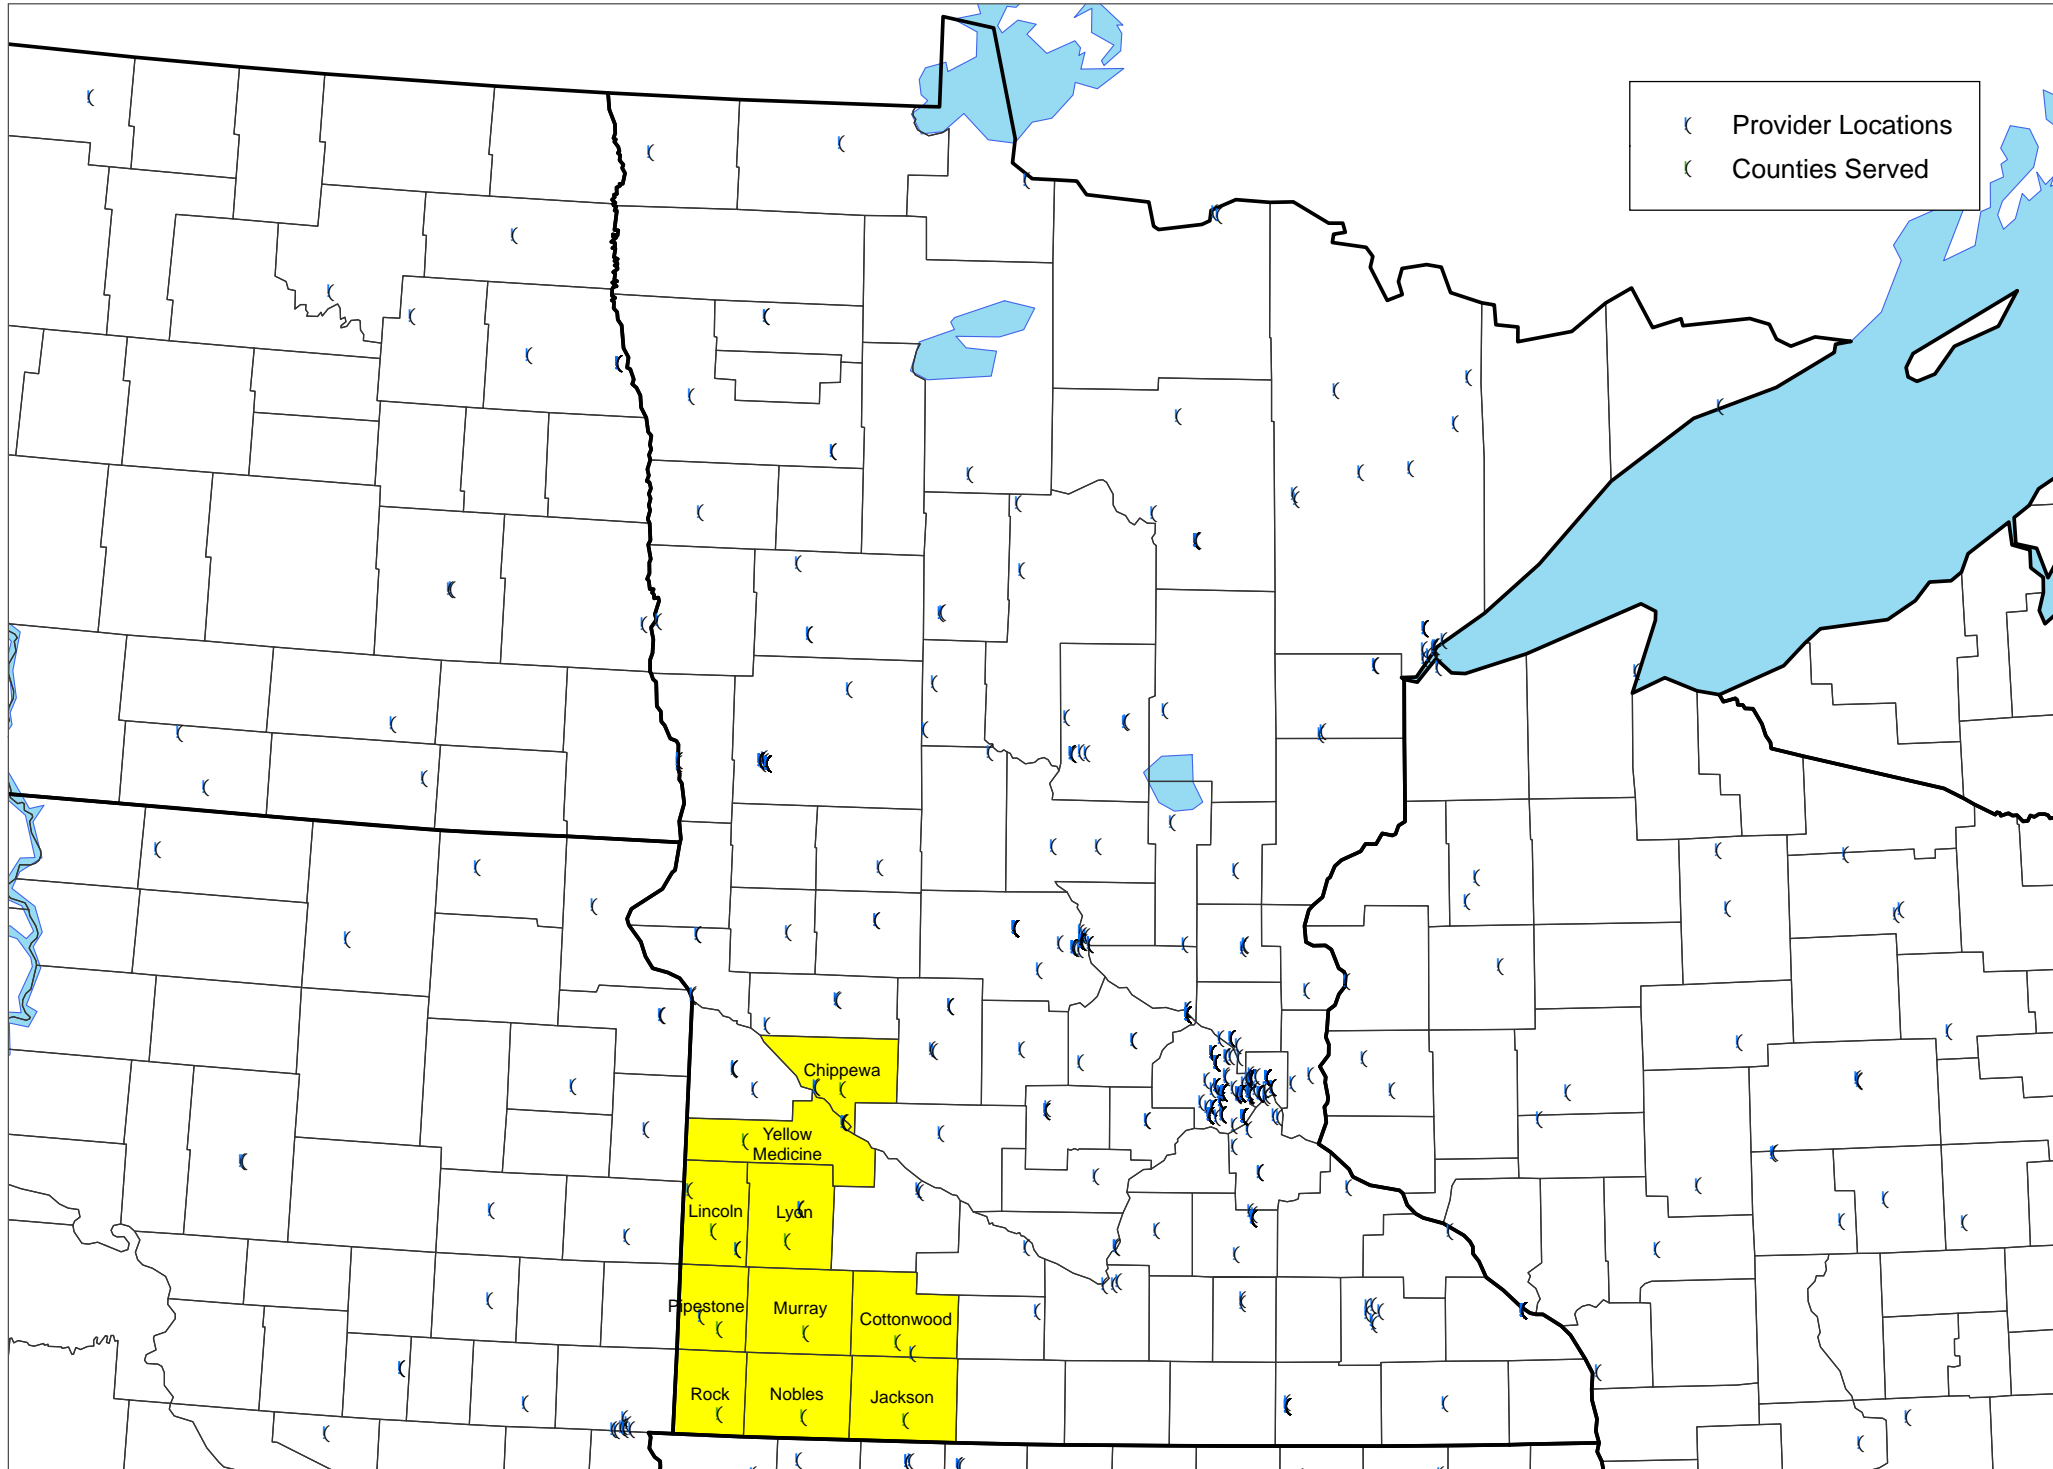 Provider Locations
Counties Served
Chippewa
Yellow
Medicine
Lincoln
Lyon
Pipestone
Murray
Cottonwood
Rock
Nobles
Jackson